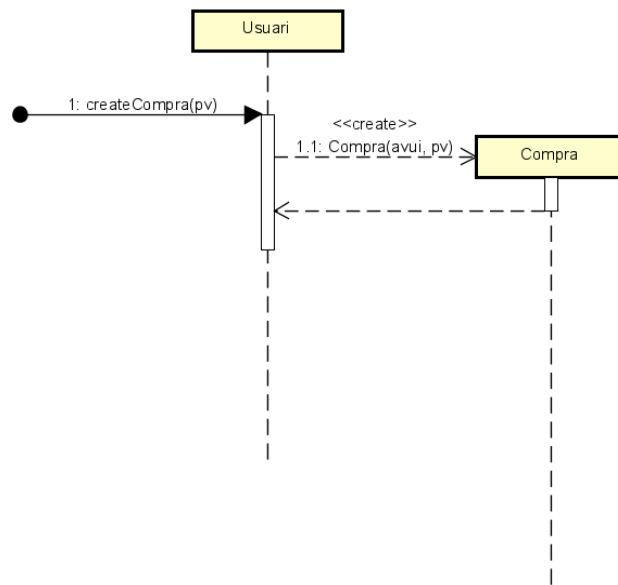 Usuari
1: createCompra(pv)
<<create>>
1.1: Compra(avui, pv)
Compra